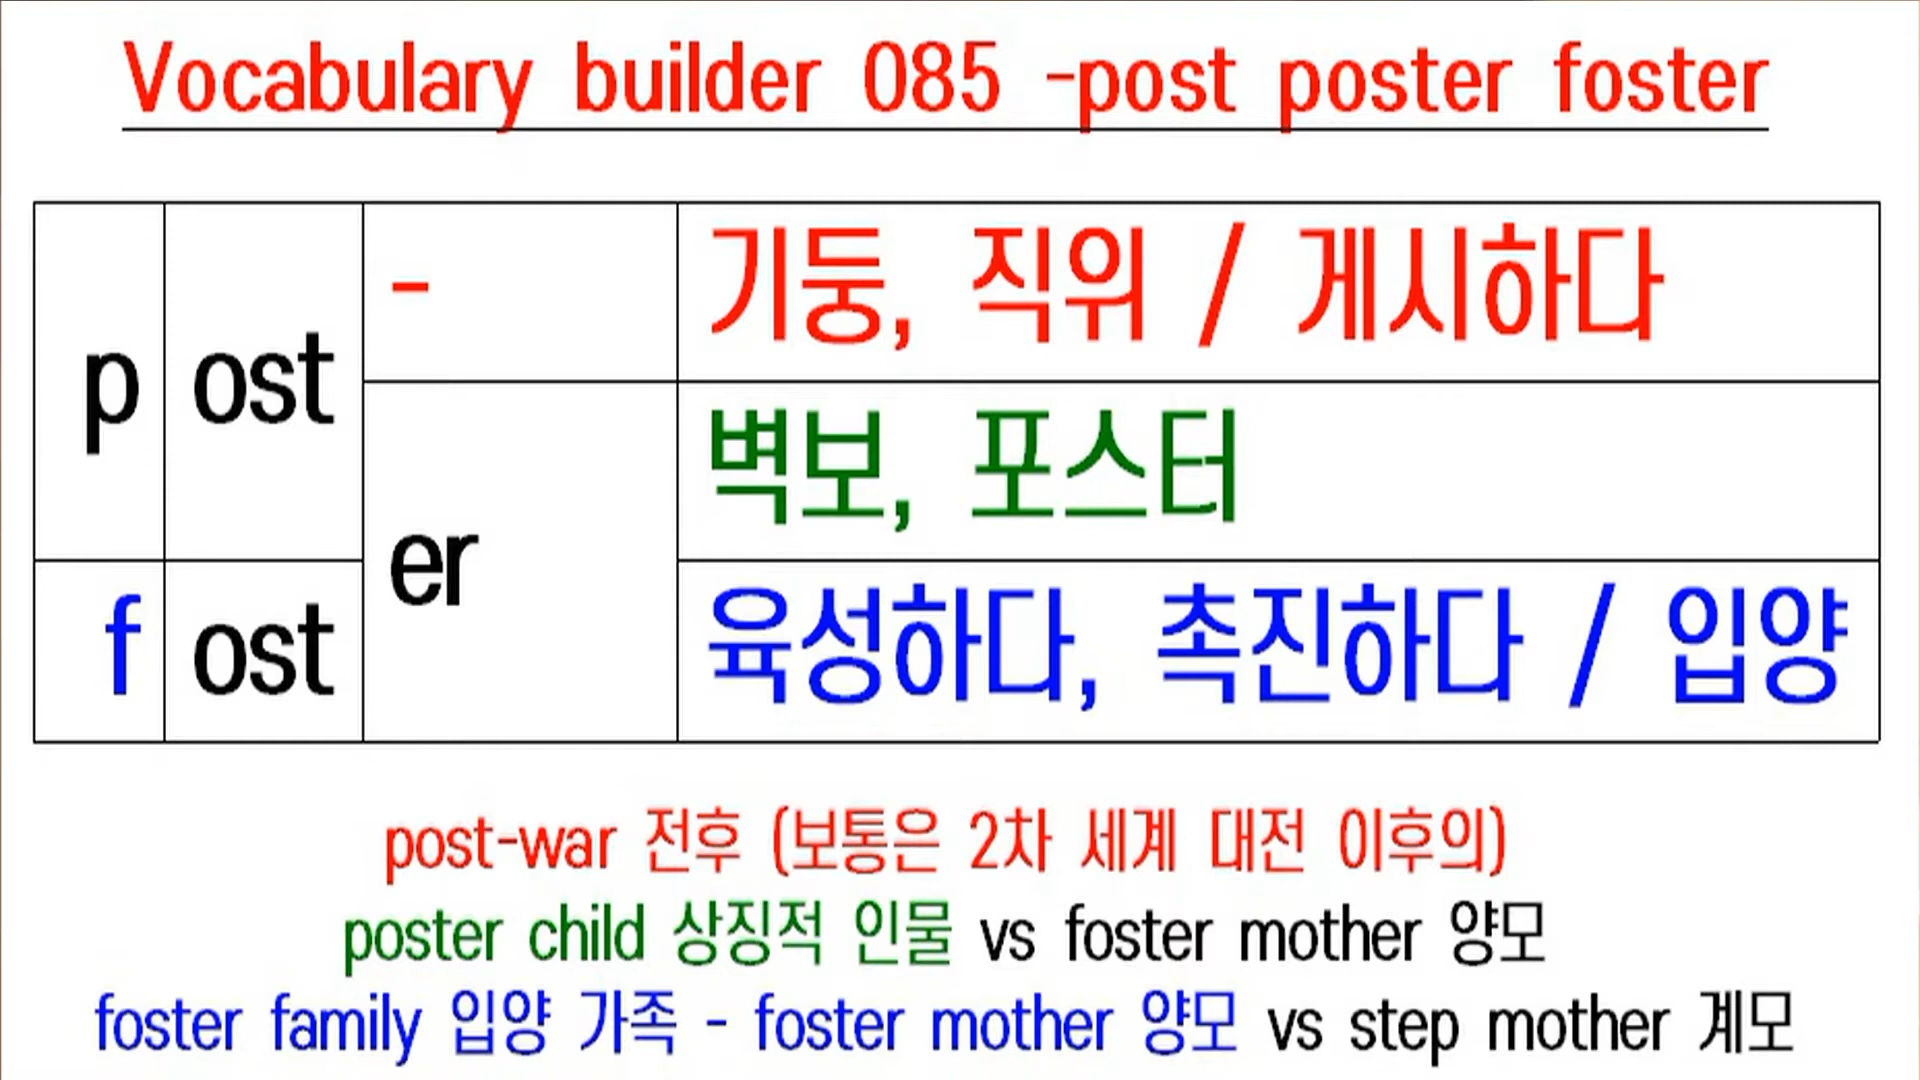 Vocabulary builder 085 -post poster foster
- 기둥, 직위 / 게시하다
p ost
벽보, 포스터
er
f ost 육성하다, 촉진하다 / 입양
post-war 전후 (보통은 2차 세계 대전 이후의)
poster child 상징적 인물 vs foster mother 양모
foster family 입양 가족 - foster mother 양모 vs step mother 계모